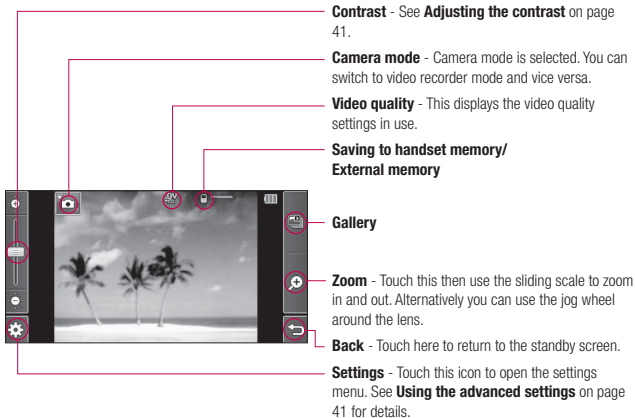 Contrast - See Adjusting the contrast on page
41.
Camera mode - Camera mode is selected. You can
switch to video recorder mode and vice versa.
Video quality - This displays the video quality
settings in use.
Saving to handset memory/
External memory
Gallery
Zoom - Touch this then use the sliding scale to zoom
in and out. Alternatively you can use the jog wheel
around the lens.
Back - Touch here to return to the standby screen.
Settings - Touch this icon to open the settings
menu. See Using the advanced settings on page
41 for details.